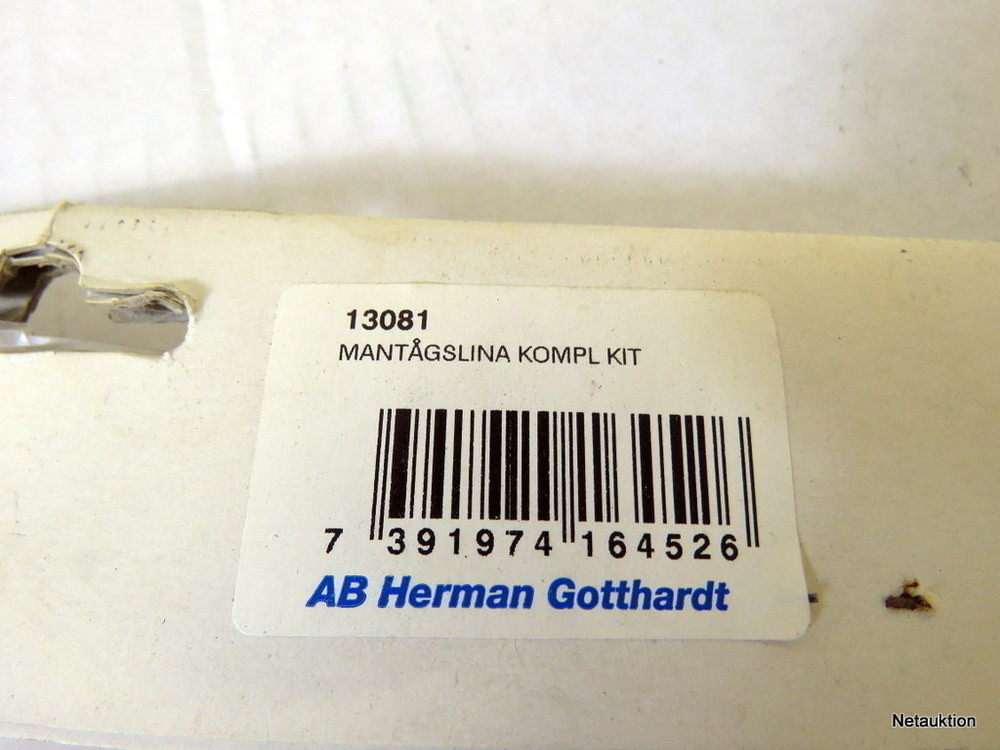 13081
MANTÅGSLINA KOMPL KIT
7 391974 164526
AB Herman Gotthardt
Netauktion